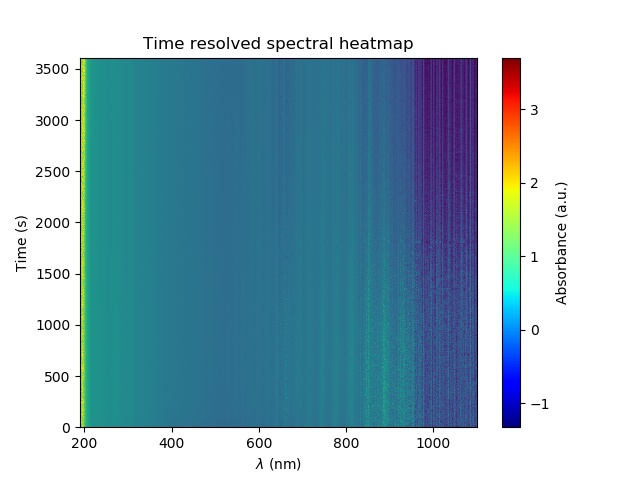 Time resolved spectral heatmap
Time (s)
3500
3000
2500
2000
1500
1000
500
0
200 400 600 800 1000
λ (nm)
3
2
1
0
−1
Absorbance (a.u.)